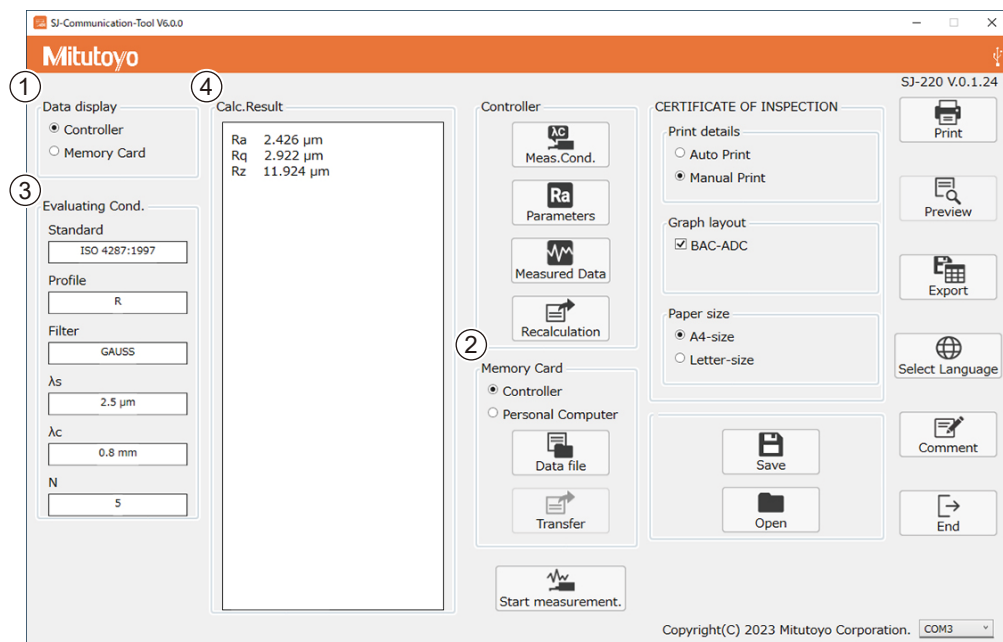 SJ-Communication-Tool V6.0.0
Mitutoyo
SJ-220 V.0.1.24
①
Data display
Controller
Memory Card
③
Evaluating Cond.
Standard
ISO 4287:1997
Profile
R
Filter
GAUSS
λs
2.5 µm
λc
0.8 mm
N
5
④
Calc.Result
Ra 2.426 µm
Rq 2.922 µm
Rz 11.924 µm
Controller
λC
Meas.Cond.
Ra
Parameters
Measured Data
Recalculation
②
Memory Card
Controller
Personal Computer
Data file
Transfer
Start measurement.
CERTIFICATE OF INSPECTION
Print details
Auto Print
Manual Print
Graph layout
BAC-ADC
Paper size
A4-size
Letter-size
Save
Open
Print
Preview
Export
Select Language
Comment
End
Copyright(C) 2023 Mitutoyo Corporation.
COM3